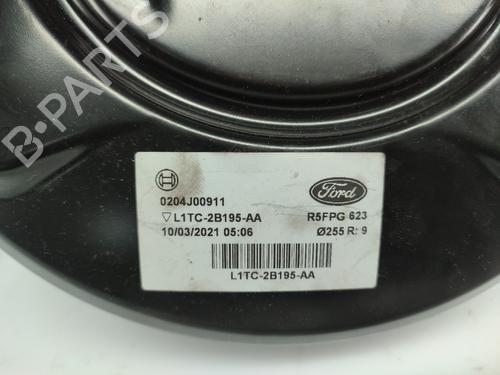 B-PARTS
0204J00911
Ford
L1TC-2B195-AA
R5FPG 623
10/03/2021 05:06
Ø255 R: 9
L1TC-2B195-AA